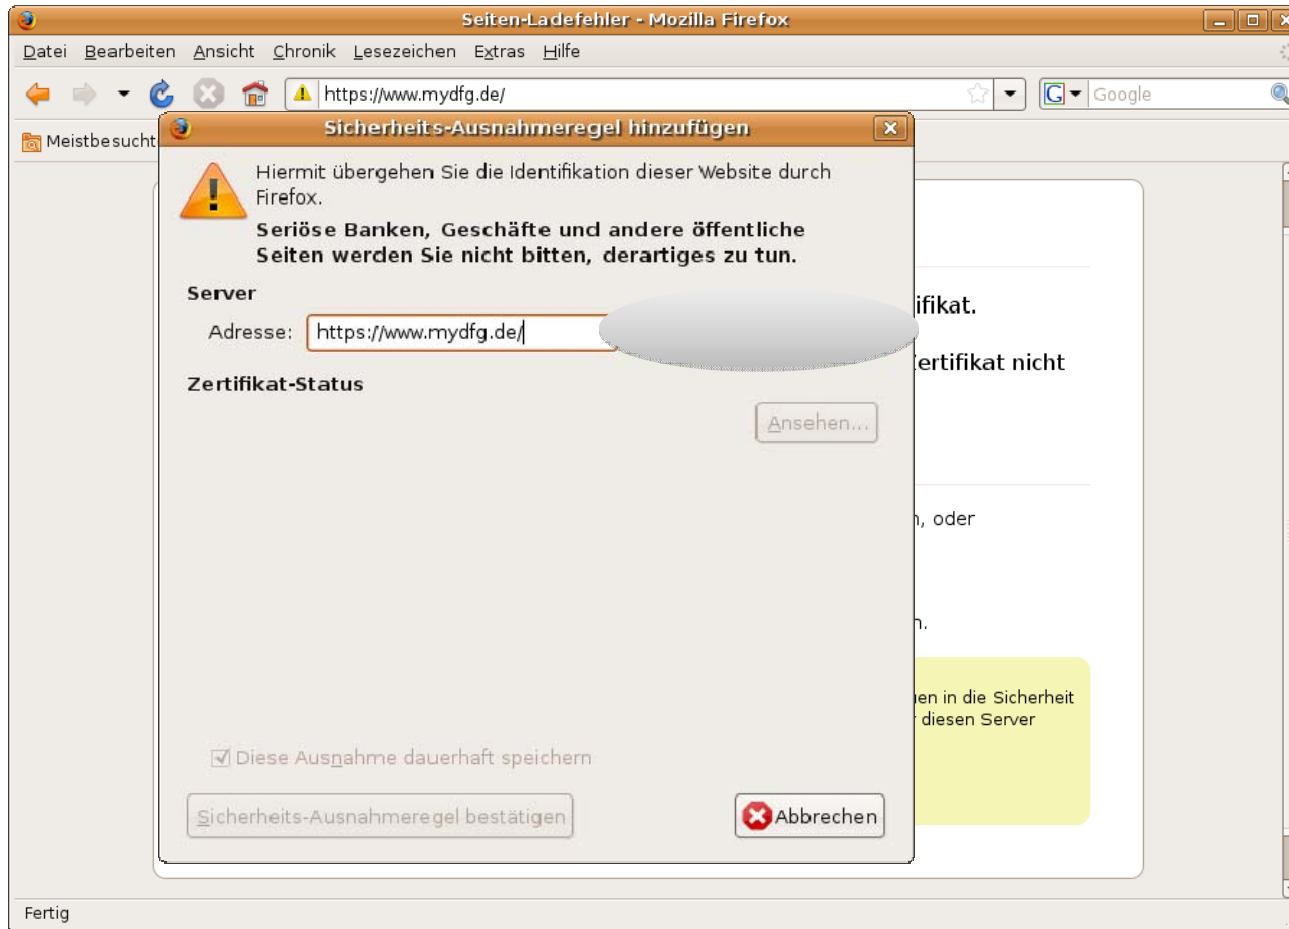 Seiten-Ladefehler - Mozilla Firefox
Datei Bearbeiten Ansicht Chronik Lesezeichen Extras Hilfe
https://www.mydfg.de/
G Google
Meistbesucht
Sicherheits-Ausnahmeregel hinzufügen
Hiermit übergehen Sie die Identifikation dieser Website durch
Firefox.
Seriöse Banken, Geschäfte und andere öffentliche
Seiten werden Sie nicht bitten, derartiges zu tun.
Server
ifikat.
Adresse: https://www.mydfg.de/
ertifikat nicht
Zertifikat-Status
Ansehen...
n, oder
n.
en in die Sicherheit
diesen Server
Diese Ausnahme dauerhaft speichern
Sicherheits-Ausnahmeregel bestätigen
Abbrechen
Fertig